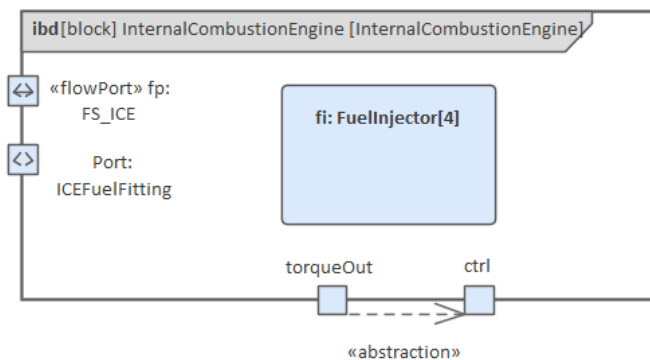 ibd[block] InternalCombustionEngine [InternalCombustionEngine]
«flowPort» fp:
FS_ICE
fi: FuelInjector[4]
Port:
ICEFuelFitting
torqueOut
ctrl
«abstraction»